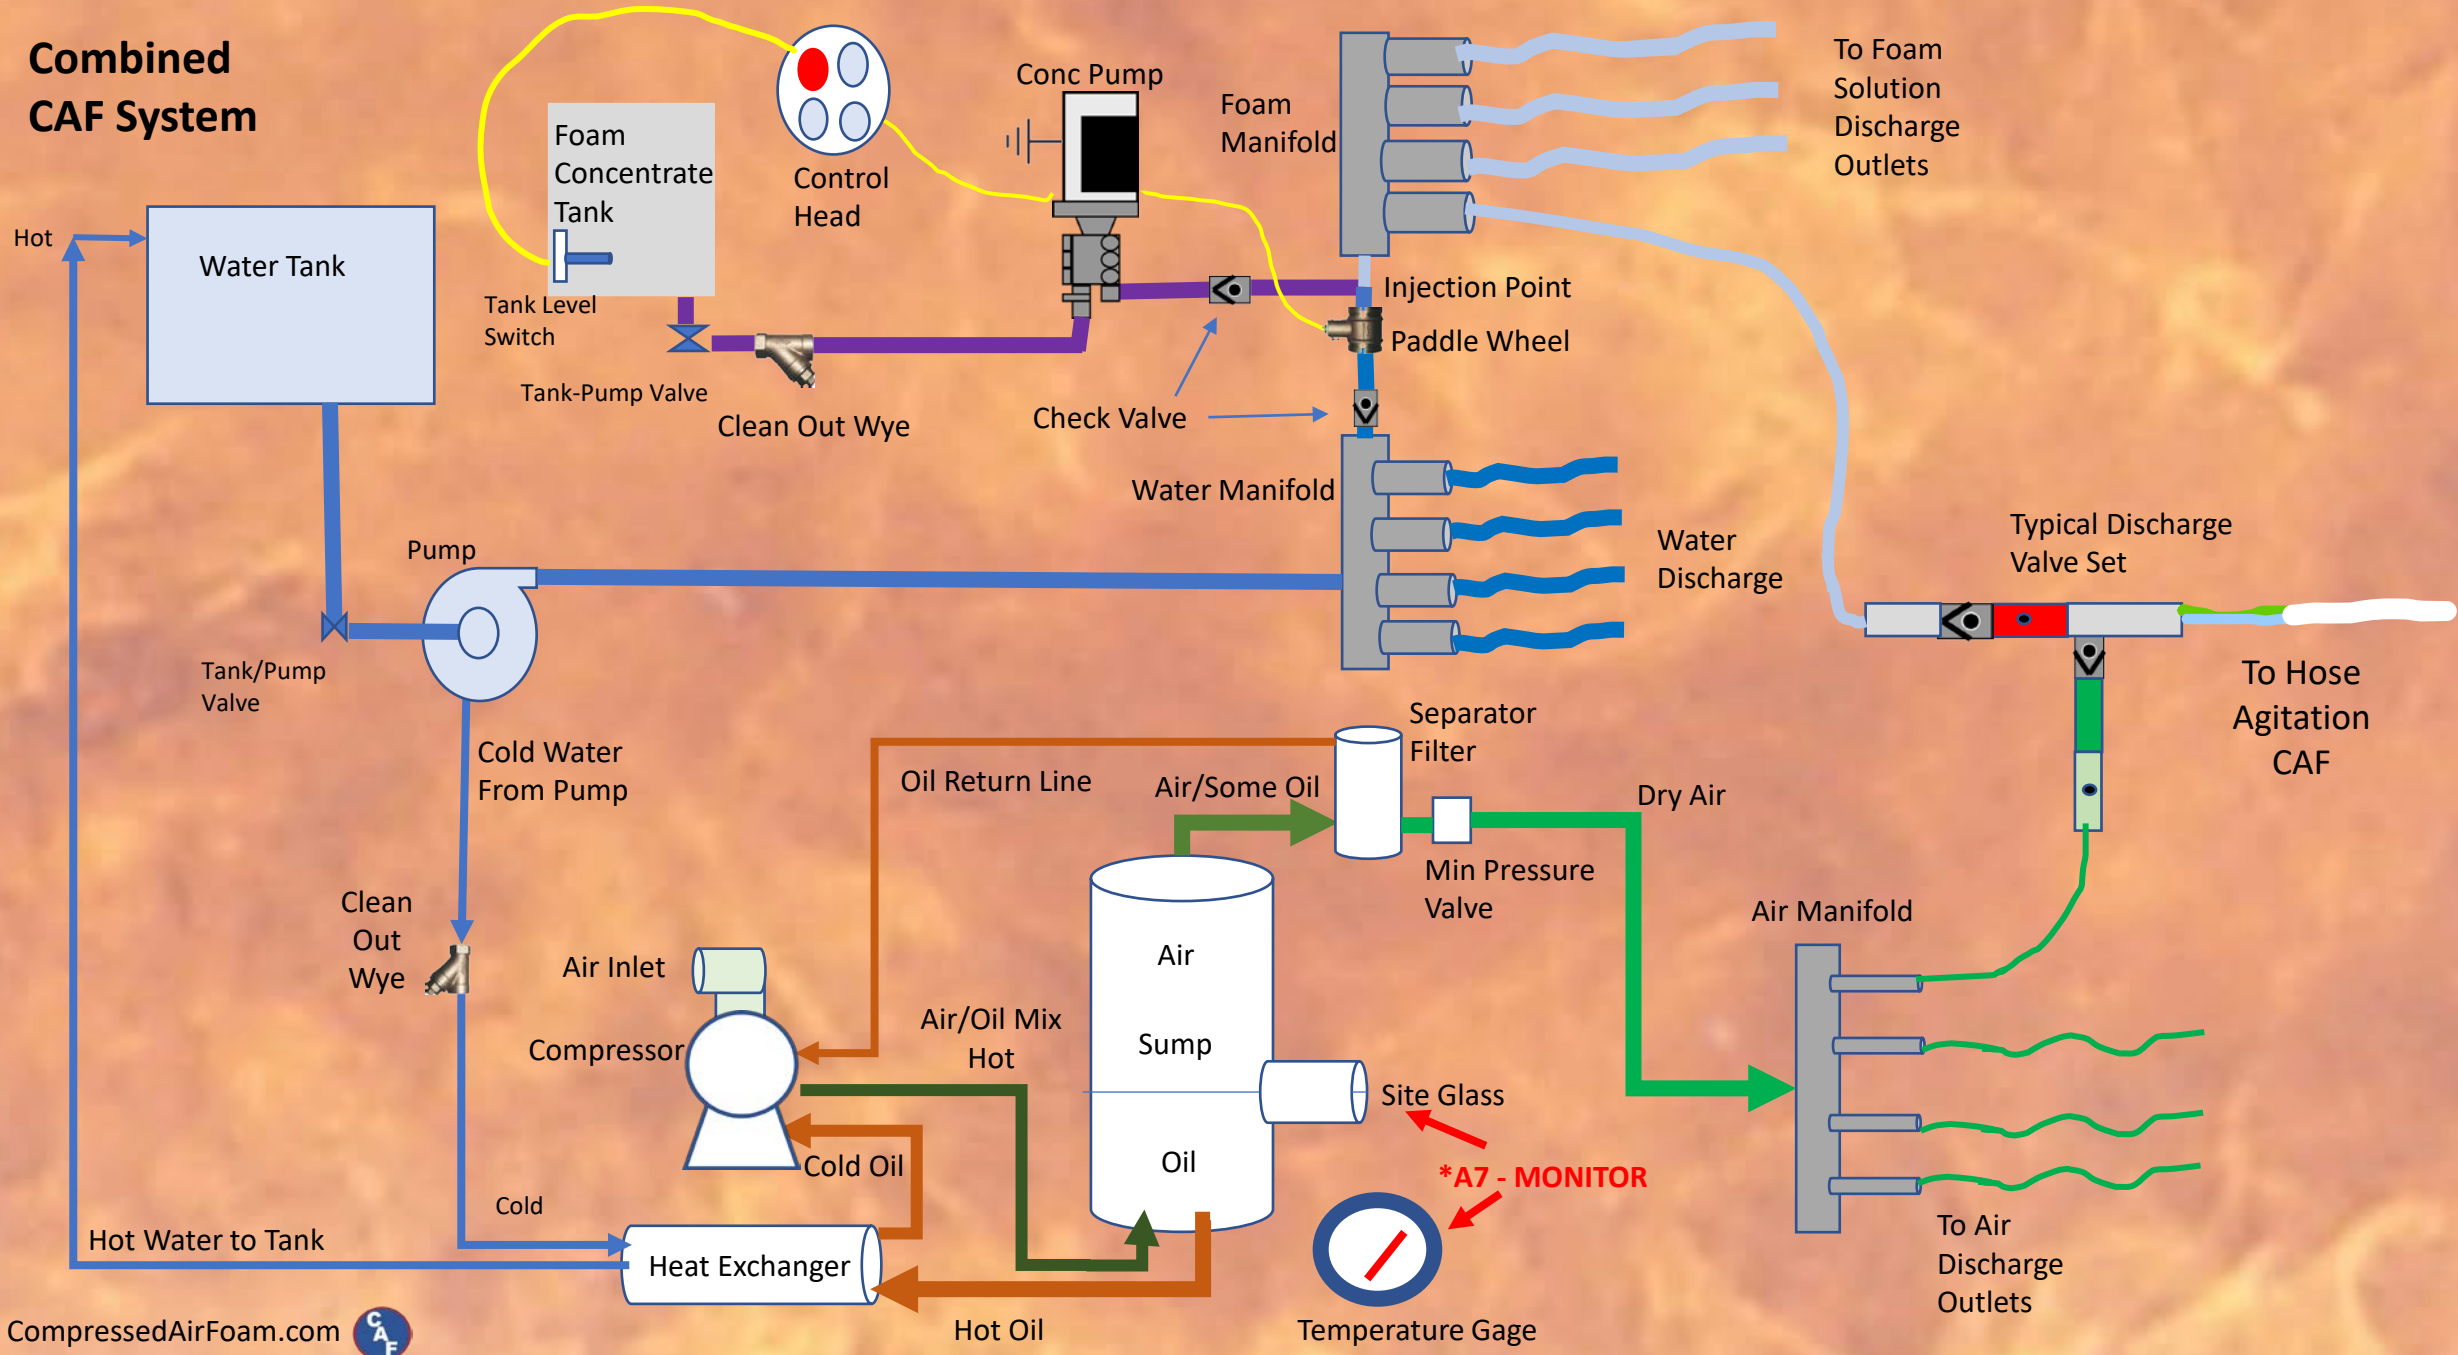 Combined
CAF System
Foam
Concentrate
Tank
Control
Head
Conc Pump
Foam
Manifold
To Foam
Solution
Discharge
Outlets
Hot
Water Tank
Tank Level
Switch
Tank-Pump Valve
Clean Out Wye
Check Valve
Injection Point
Paddle Wheel
Water Manifold
Water
Discharge
Typical Discharge
Valve Set
To Hose
Agitation
CAF
Pump
Tank/Pump
Valve
Cold Water
From Pump
Clean
Out
Wye
Oil Return Line
Air/Some Oil
Separator
Filter
Dry Air
Min Pressure
Valve
Air Manifold
Air Inlet
Compressor
Air/Oil Mix
Hot
Air
Sump
Oil
Site Glass
*A7 - MONITOR
Cold Oil
Cold
Hot Water to Tank
Heat Exchanger
Hot Oil
Temperature Gage
To Air
Discharge
Outlets
CompressedAirFoam.com
CAF